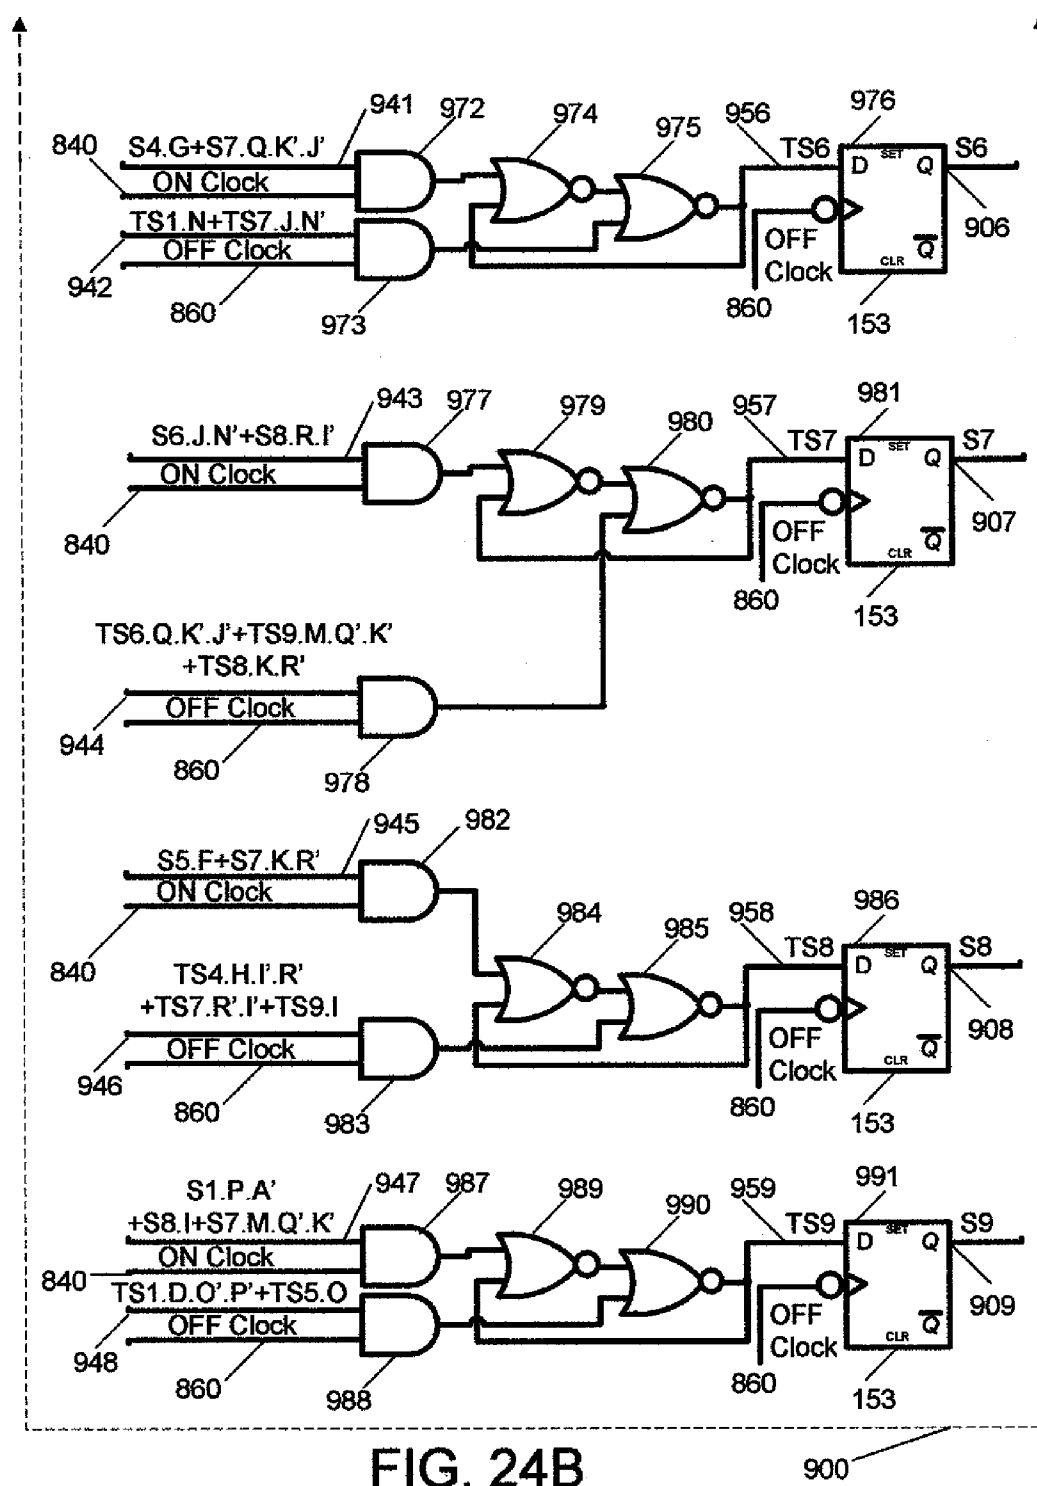 941 972 974 975 956 976
840 S4.G+S7.Q.K'.J' TS6 D SET Q S6
ON Clock
TS1.N+TS7.J.N'
OFF Clock OFF Clock Q CLR 906
942 860 973 860 153
943 977 979 980 957 981
S6.J.N'+S8.R.I' TS7 D SET Q S7
ON Clock
840 OFF Clock Q CLR 907
860 153
TS6.Q.K'.J'+TS9.M.Q'.K'
+TS8.K.R'
OFF Clock
944 860 978
945 982 984 985 958 986
S5.F+S7.K.R' TS8 D SET Q S8
ON Clock
840
TS4.H.I'.R'
+TS7.R'.I'+TS9.I
OFF Clock OFF Clock Q CLR 908
946 860 983 860 153
947 987 989 990 959 991
S1.P.A'
+S8.I+S7.M.Q'.K' TS9 D SET Q S9
840 ON Clock
TS1.D.O'.P'+TS5.O
OFF Clock OFF Clock Q CLR 909
948 860 988 860 153
FIG. 24B 900